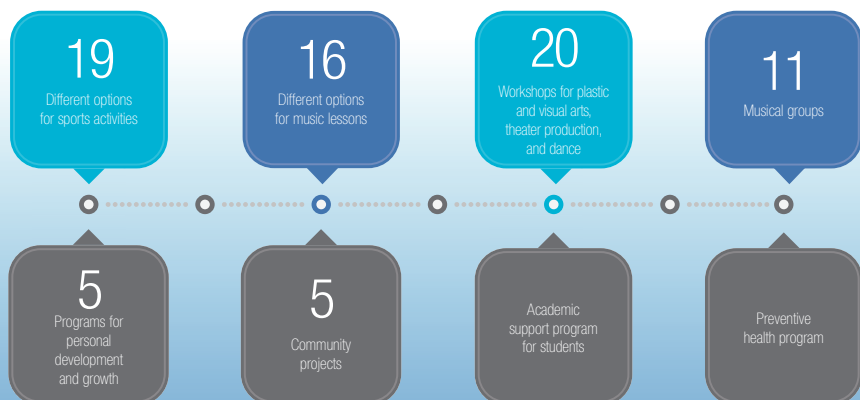 19
Different options
for sports activities
16
Different options
for music lessons
20
Workshops for plastic
and visual arts,
theater production,
and dance
11
Musical groups
5
Programs for
personal
development
and growth
5
Community
projects
Academic
support program
for students
Preventive
health program